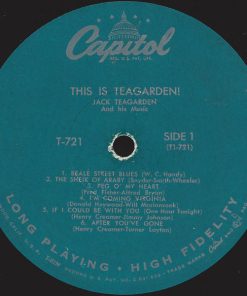 Capitol
THIS IS TEAGARDEN!
JACK TEAGARDEN
And his Music
T-721
SIDE 1
(T1-721)
1. BEALE STREET BLUES (W. C. Handy)
2. THE SHEIK OF ARABY (Snyder-Smith-Wheeler)
3. PEG O' MY HEART
Fred Fisher-Alfred Bryan)
4. I'M COMING VIRGINIA
(Donald Heywood-Will
5. IF I COULD BE WITH YOU (One Hour Tonight)
(Henry Creamer-Jimmy Johnson)
6. AFTER YOU'VE GONE
(Henry Creamer-Turner Layton)
LONG PLAYING • HIGH FIDELITY